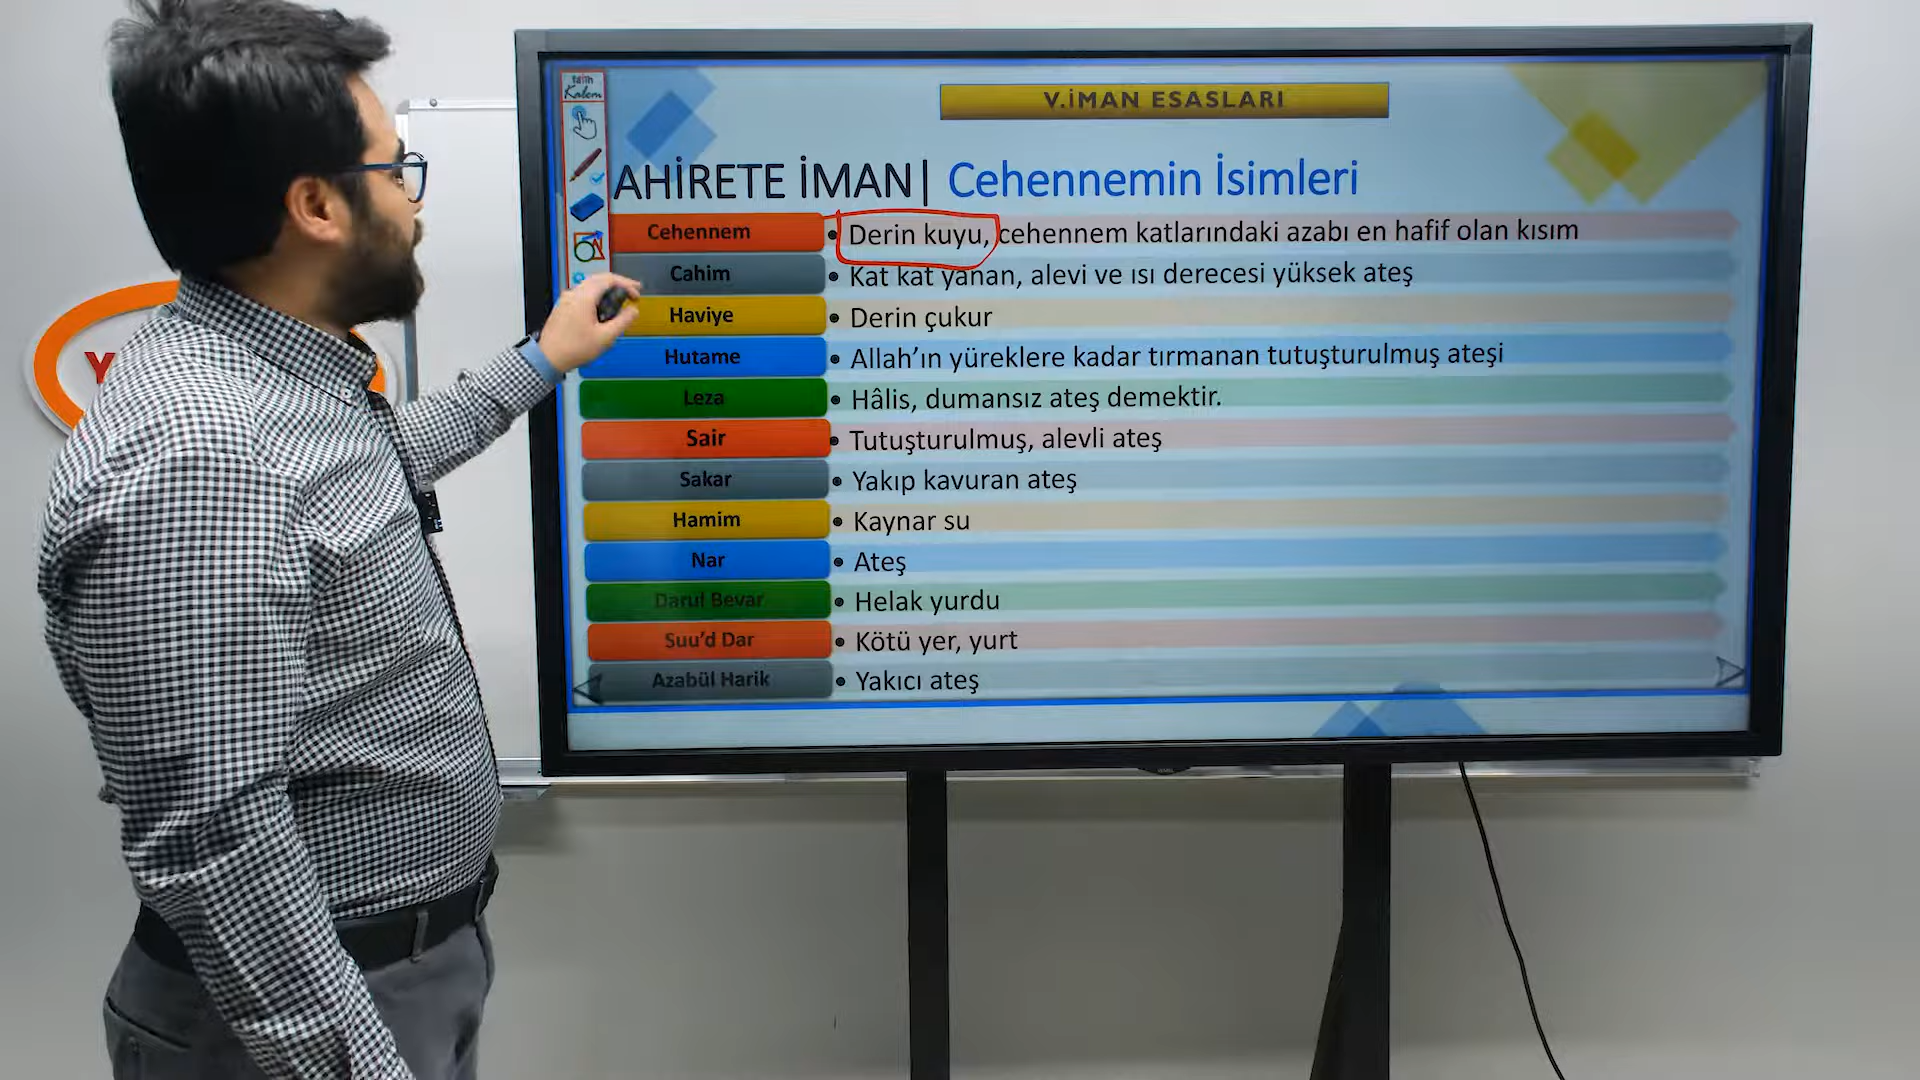 fatih
Kalem
V.İMAN ESASLARI
AHİRETE İMAN| Cehennemin İsimleri
Cehennem • Derin kuyu, cehennem katlarındaki azabı en hafif olan kısım
Cahim • Kat kat yanan, alevi ve ısı derecesi yüksek ateş
Haviye • Derin çukur
Hutame • Allah’ın yüreklere kadar tırmanan tutuşturulmuş ateşi
Leza • Hâlis, dumansız ateş demektir.
Sair • Tutuşturulmuş, alevli ateş
Sakar • Yakıp kavuran ateş
Hamim • Kaynar su
Nar • Ateş
Darul Bevar • Helak yurdu
Suu’d Dar • Kötü yer, yurt
Azabül Harik • Yakıcı ateş